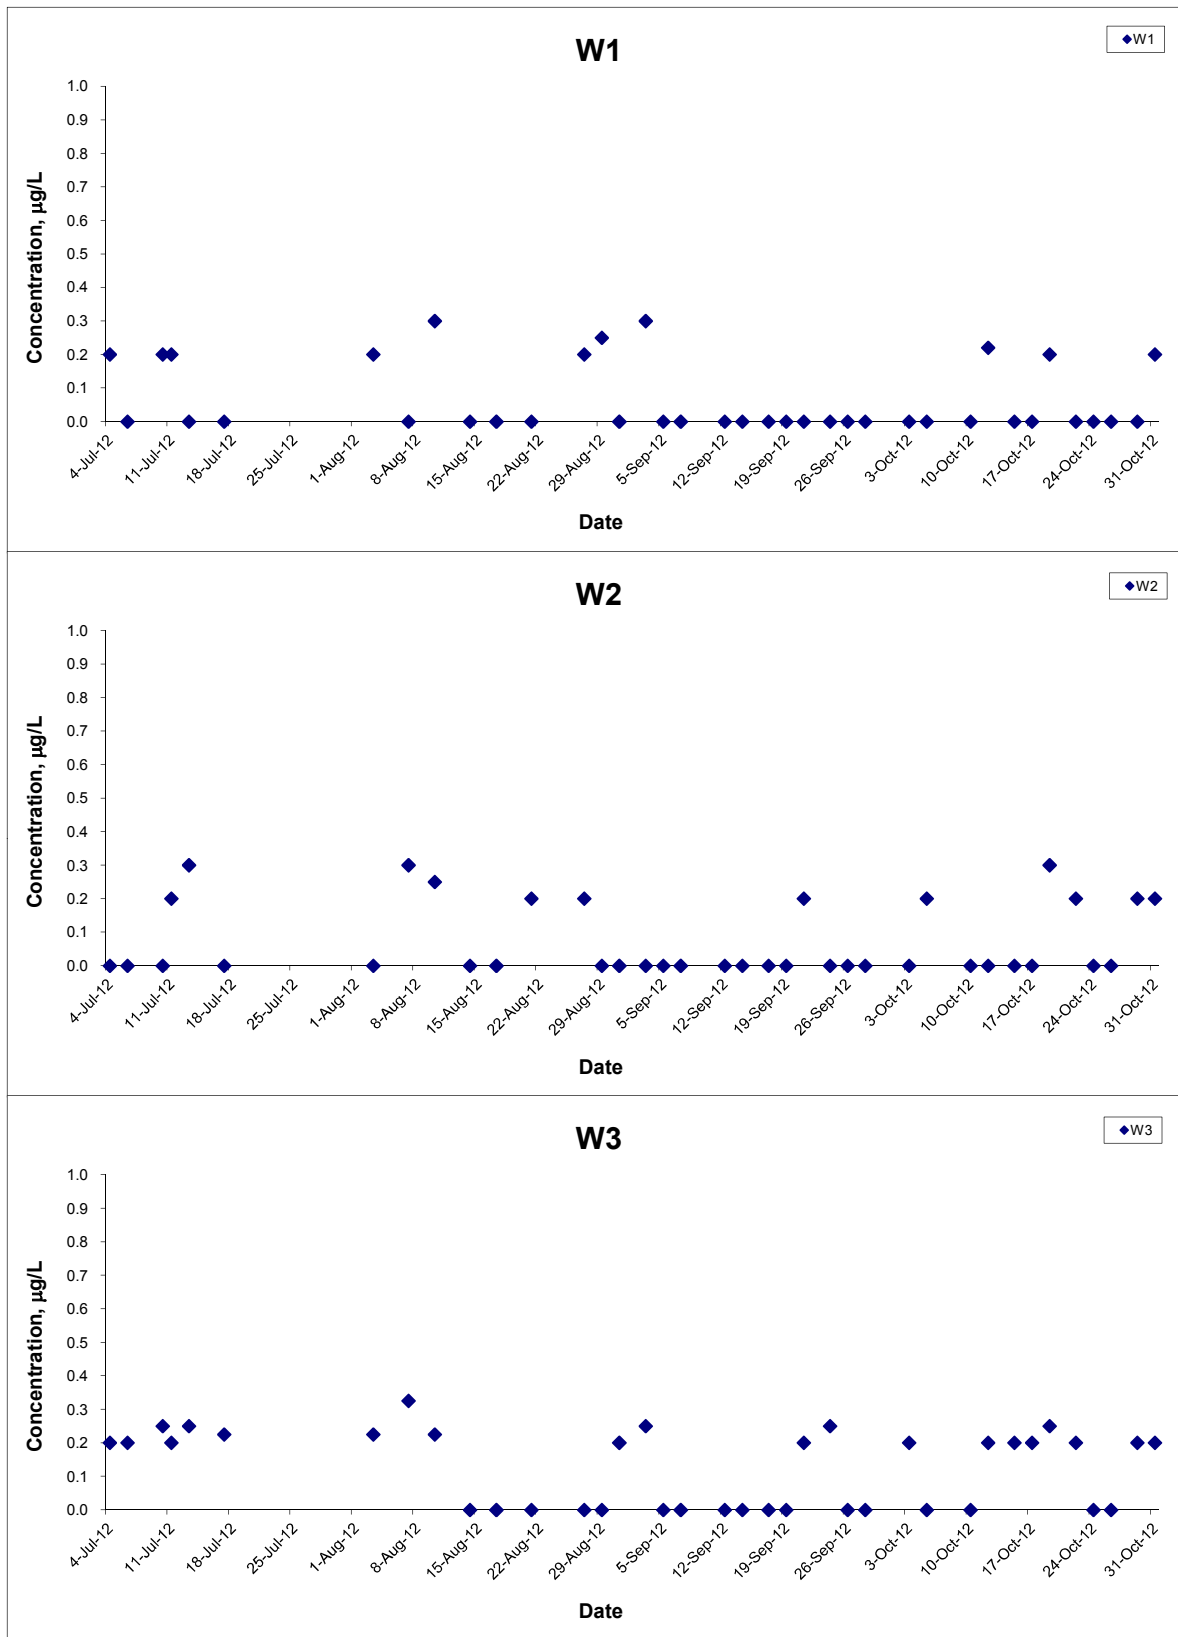 W1
W1
1.0
0.9
0.8
0.7
0.6
0.5
0.4
0.3
0.2
0.1
0.0
Concentration, µg/L
4-Jul-12 11-Jul-12 18-Jul-12 25-Jul-12 1-Aug-12 8-Aug-12 15-Aug-12 22-Aug-12 29-Aug-12 5-Sep-12 12-Sep-12 19-Sep-12 26-Sep-12 3-Oct-12 10-Oct-12 17-Oct-12 24-Oct-12 31-Oct-12
Date
W2
W2
1.0
0.9
0.8
0.7
0.6
0.5
0.4
0.3
0.2
0.1
0.0
Concentration, µg/L
4-Jul-12 11-Jul-12 18-Jul-12 25-Jul-12 1-Aug-12 8-Aug-12 15-Aug-12 22-Aug-12 29-Aug-12 5-Sep-12 12-Sep-12 19-Sep-12 26-Sep-12 3-Oct-12 10-Oct-12 17-Oct-12 24-Oct-12 31-Oct-12
Date
W3
W3
1.0
0.9
0.8
0.7
0.6
0.5
0.4
0.3
0.2
0.1
0.0
Concentration, µg/L
4-Jul-12 11-Jul-12 18-Jul-12 25-Jul-12 1-Aug-12 8-Aug-12 15-Aug-12 22-Aug-12 29-Aug-12 5-Sep-12 12-Sep-12 19-Sep-12 26-Sep-12 3-Oct-12 10-Oct-12 17-Oct-12 24-Oct-12 31-Oct-12
Date